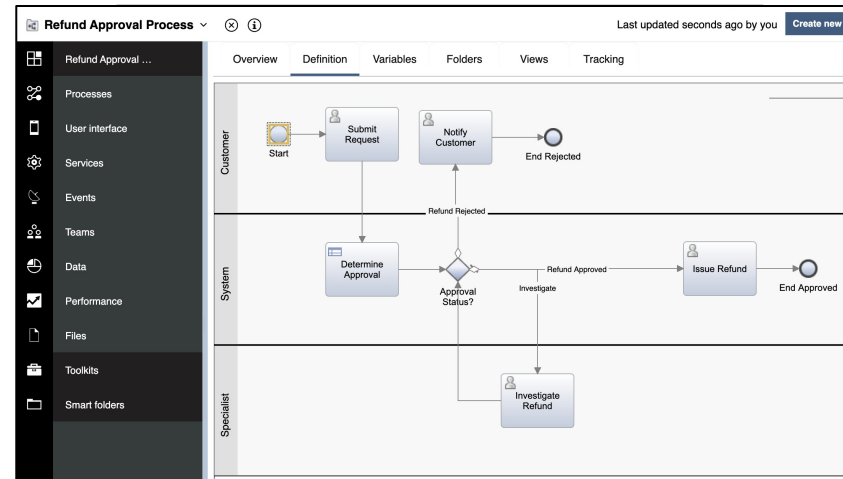 Refund Approval Process
Last updated seconds ago by you
Create new
Refund Approval ...
Processes
User interface
Services
Events
Teams
Data
Performance
Files
Toolkits
Smart folders
Overview
Definition
Variables
Folders
Views
Tracking
Customer
Start
Submit
Request
Notify
Customer
End Rejected
Refund Rejected
System
Determine
Approval
Approval
Status?
Refund Approved
Investigate
Issue Refund
End Approved
Specialist
Investigate
Refund